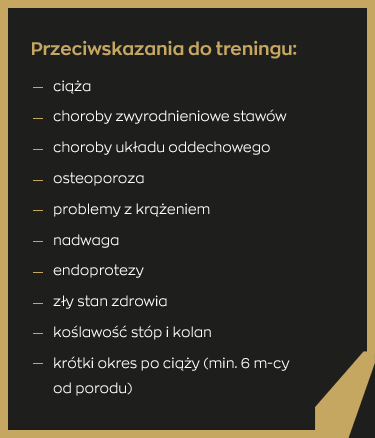 Przeciwskazania do treningu:
— ciąża
— choroby zwyrodnieniowe stawów
— choroby układu oddechowego
— osteoporoza
— problemy z krążeniem
— nadwaga
— endoprotezy
— zły stan zdrowia
— koślawość stóp i kolan
— krótki okres po ciąży (min. 6 m-cy
od porodu)